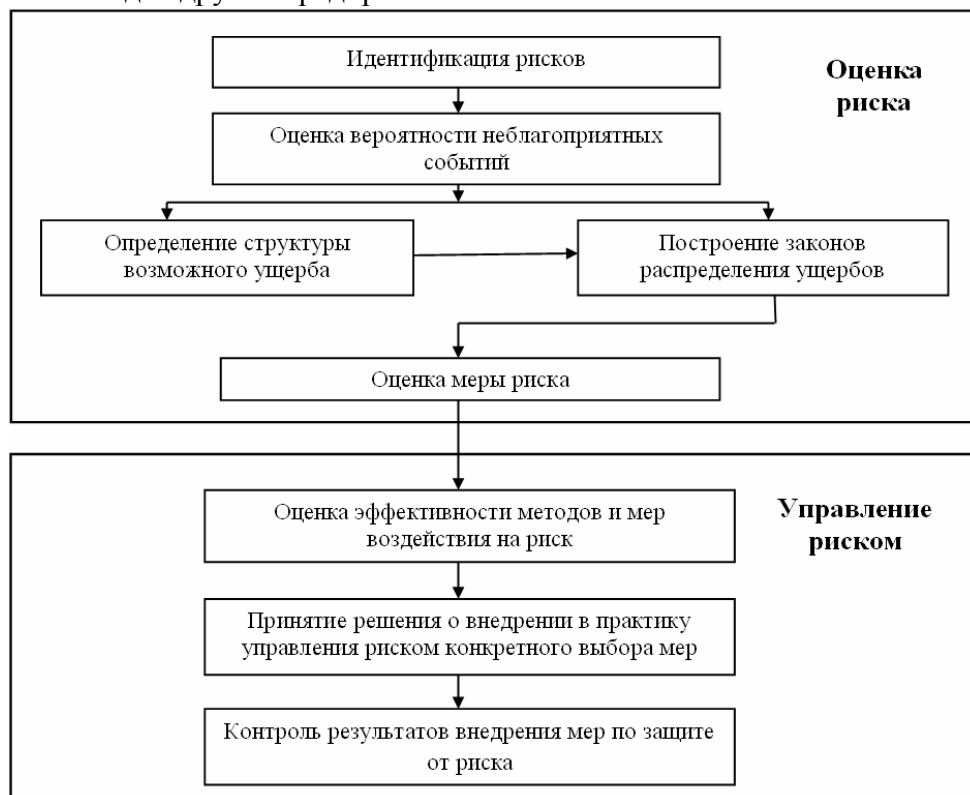 Идентификация рисков
Оценка
риска
Оценка вероятности неблагоприятных
событий
Определение структуры
возможного ущерба
Построение законов
распределения ущербов
Оценка меры риска
Оценка эффективности методов и мер
воздействия на риск
Управление
риском
Принятие решения о внедрении в практику
управления риском конкретного выбора мер
Контроль результатов внедрения мер по защите
от риска